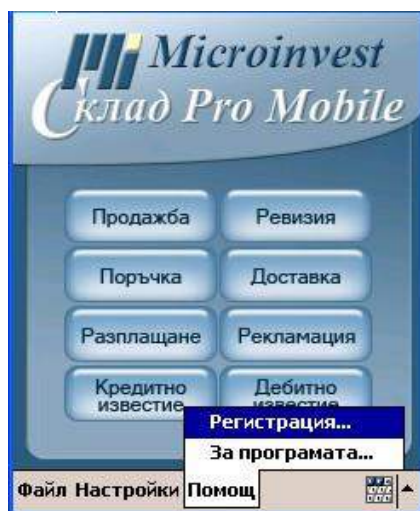 Microinvest
Склад Pro Mobile
Продажба
Ревизия
Поръчка
Доставка
Разплащане
Рекламация
Кредитно
известие
Дебитно
известие
Регистрация...
За програмата...
Файл Настройки Помощ